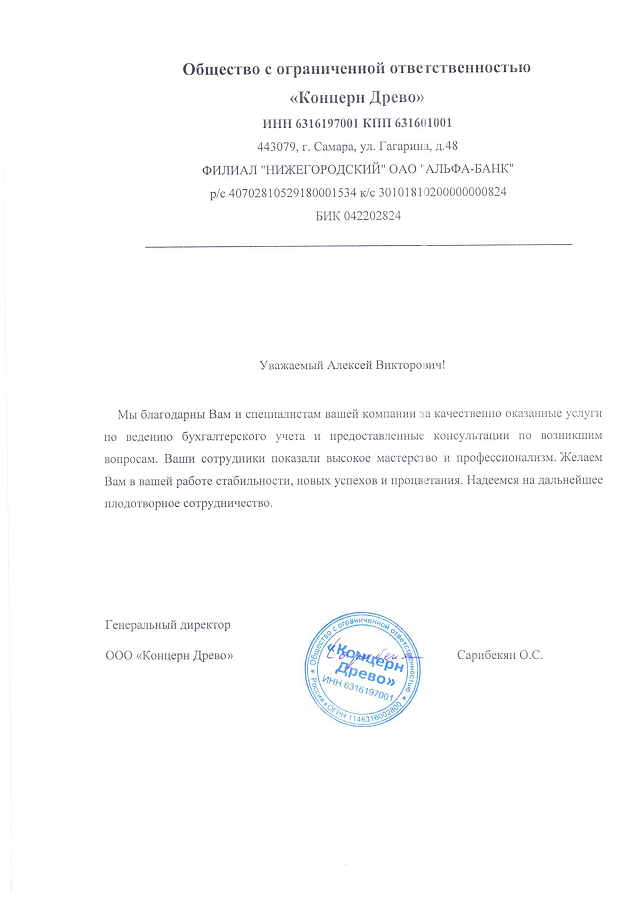 Общество с ограниченной ответственностью
«Концерн Древо»
ИНН 6316197001 КПП 631601001
443079, г. Самара, ул. Гагарина, д.48
ФИЛИАЛ "НИЖЕГОРОДСКИЙ" ОАО "АЛЬФА-БАНК"
р/с 40702810529180001534 к/с 30101810200000000824
БИК 042202824
Уважаемый Алексей Викторович!
Мы благодарны Вам и специалистам вашей компании за качественно оказанные услуги
по ведению бухгалтерского учета и предоставленные консультации по возникшим
вопросам. Ваши сотрудники показали высокое мастерство и профессионализм. Желаем
Вам в вашей работе стабильности, новых успехов и процветания. Надеемся на дальнейшее
плодотворное сотрудничество.
Генеральный директор
ООО «Концерн Древо»
Общество с ограниченной ответственностью
«Концерн
Древо»
ИНН 6316197001
Россия ОГРН 1146316002800
Сарибекян О.С.